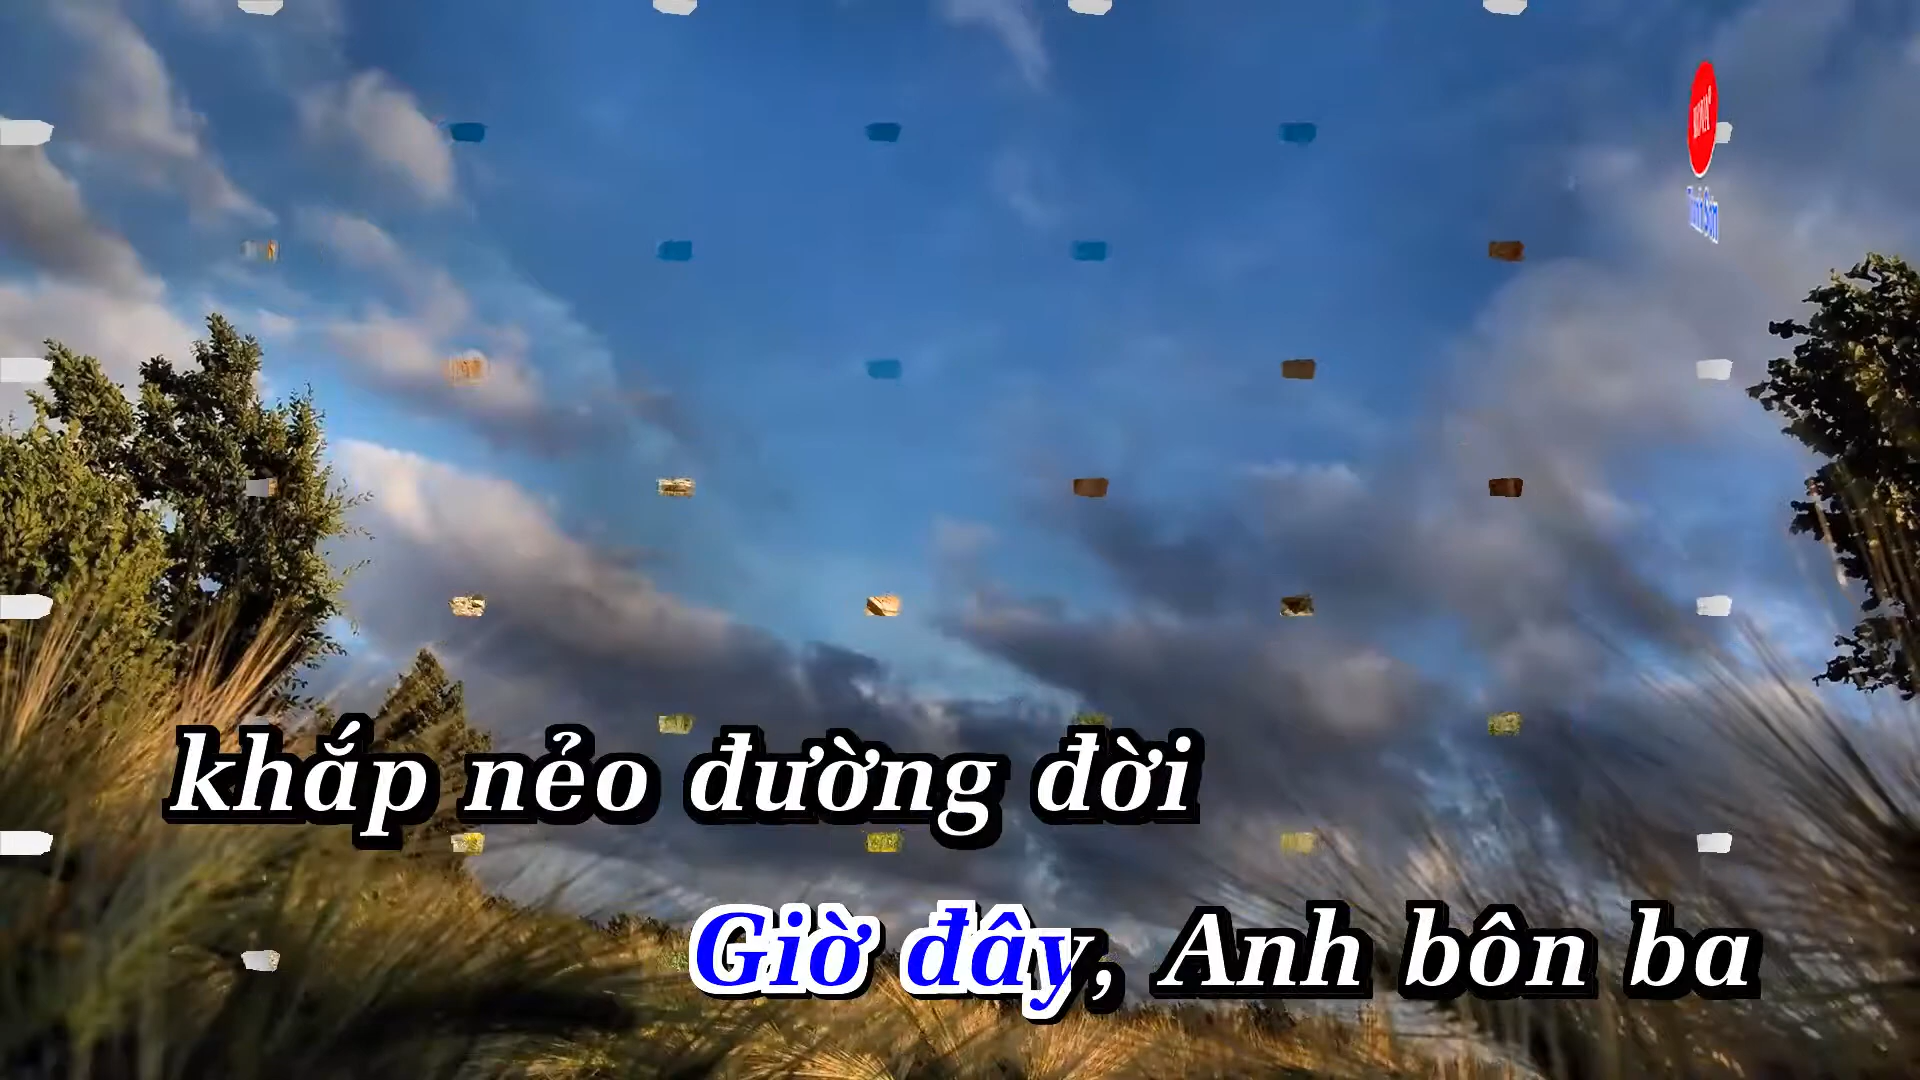 khắp nẻo đường đời
Giờ đây, Anh bôn ba